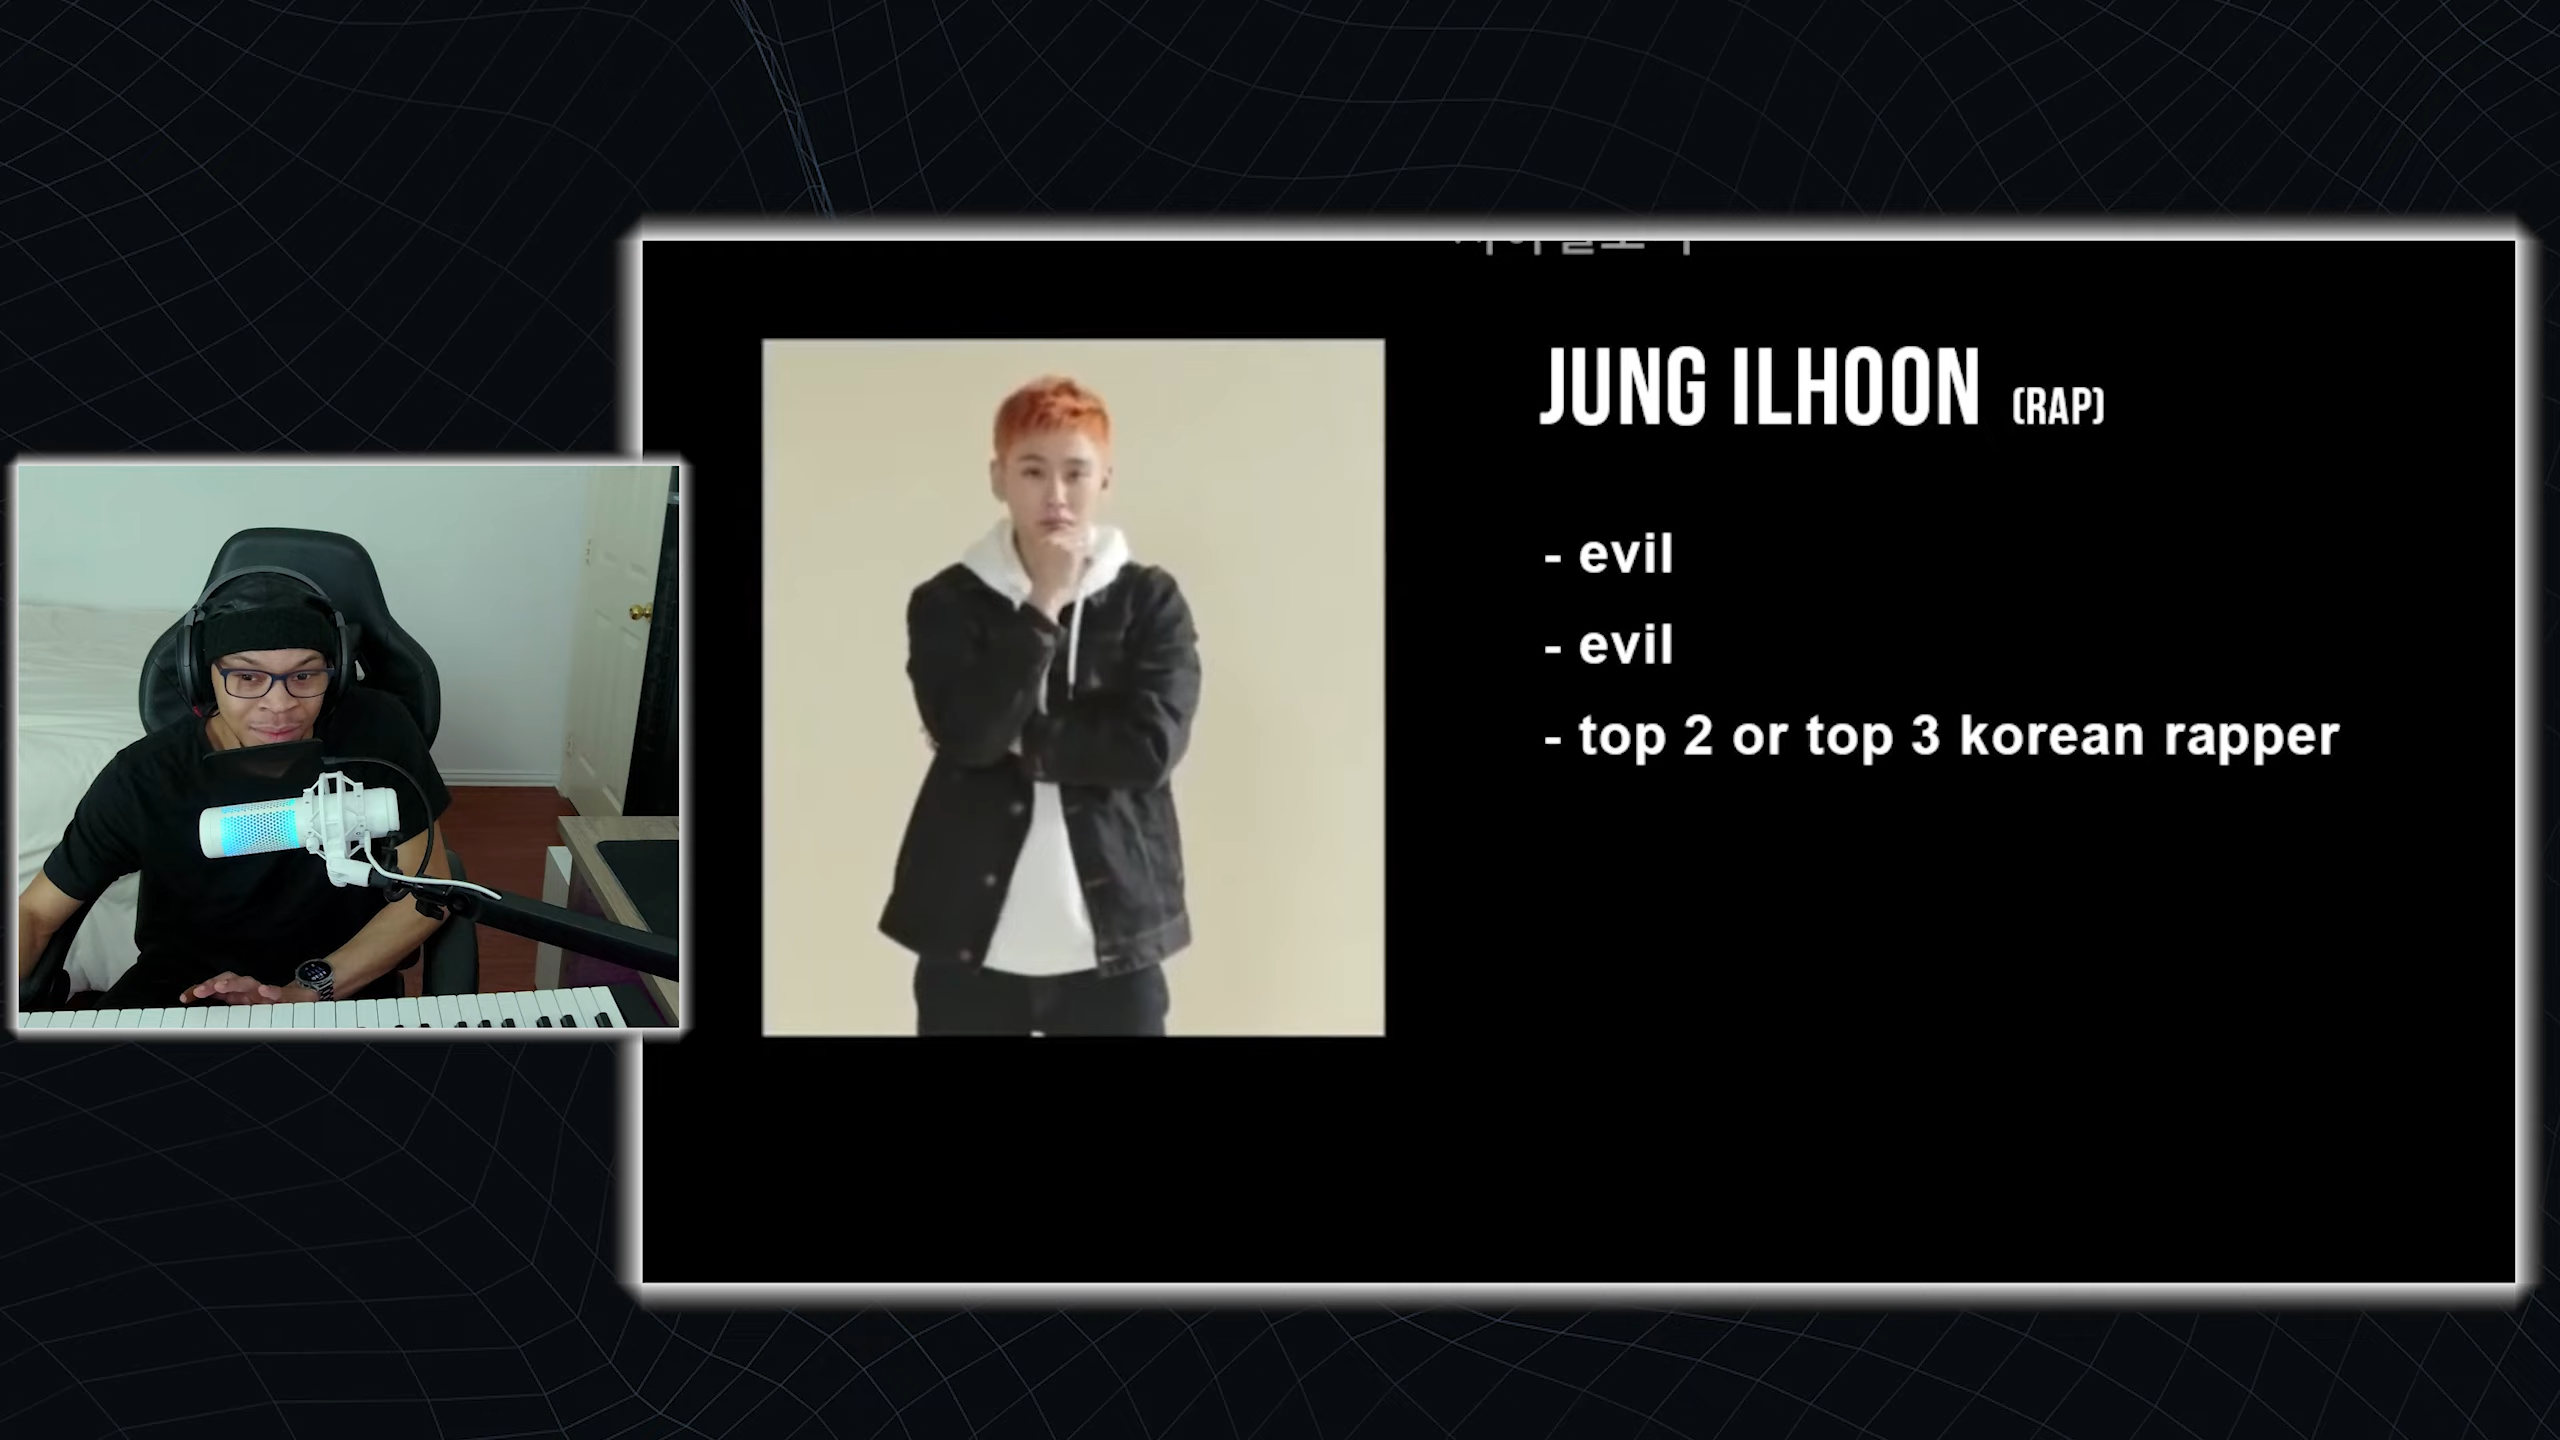 JUNG ILHOON (RAP)
- evil
- evil
- top 2 or top 3 korean rapper